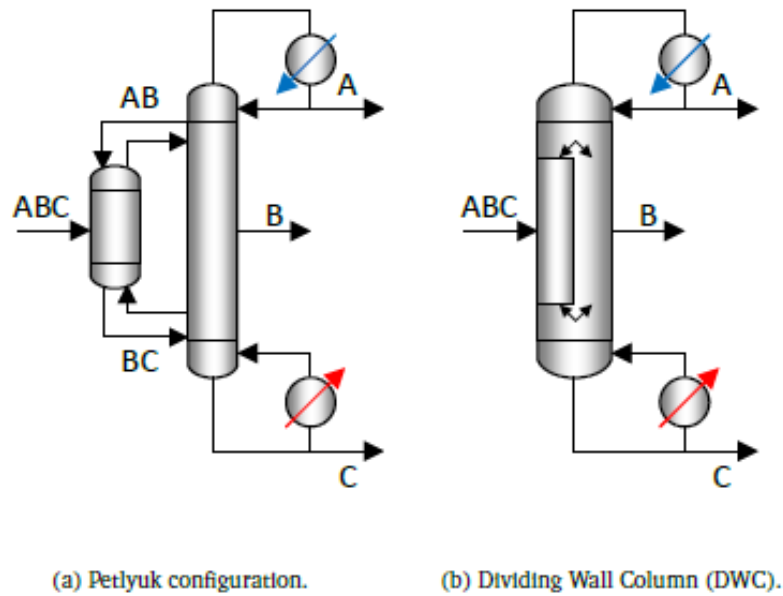 A
AB
ABC
B
BC
C
A
ABC
B
C
(a) Petlyuk configuration.
(b) Dividing Wall Column (DWC).